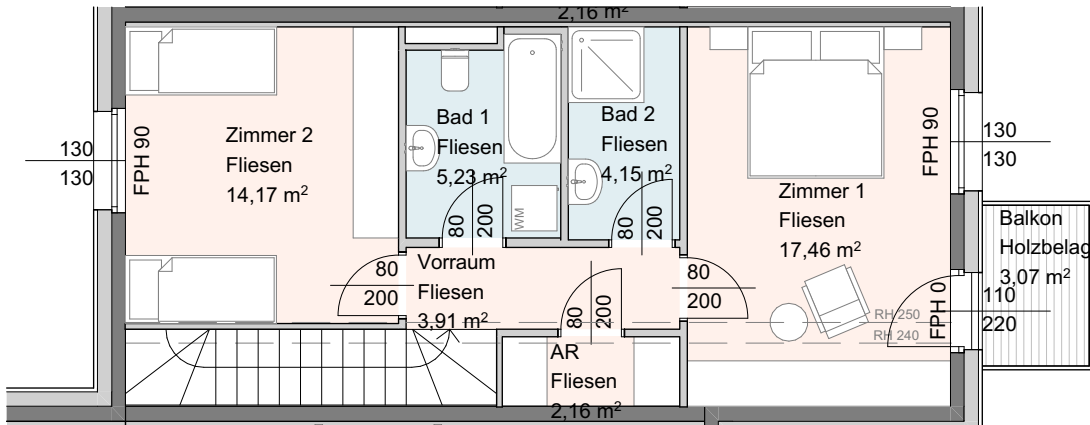 2,16 m²
Zimmer 2
Fliesen
14,17 m²
130
130
FPH 90
Bad 1
Fliesen
5,23 m²
WM
80
200
Bad 2
Fliesen
4,15 m²
80
200
Zimmer 1
Fliesen
17,46 m²
FPH 90
130
130
Balkon
Holzbelag
3,07 m²
FPH 0
110
220
RH 250
RH 240
80
200
Vorraum
Fliesen
3,91 m²
80
200
80
200
AR
Fliesen
2,16 m²